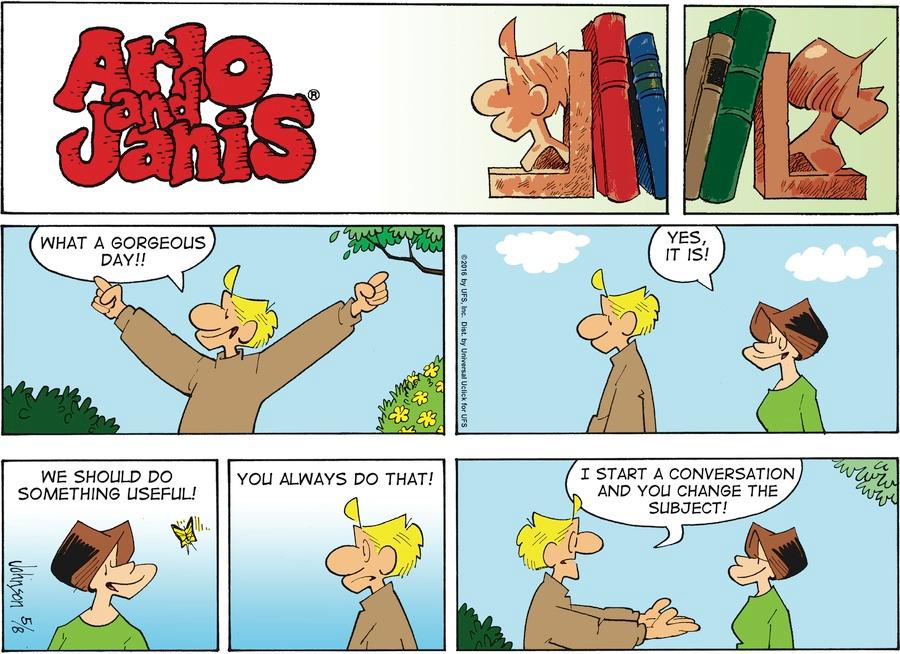 Arlo
and
Janis®
WHAT A GORGEOUS
DAY!!
©2016 by UFS, Inc. Dist. by Universal Uclick for UFS
YES,
IT IS!
WE SHOULD DO
SOMETHING USEFUL!
Johnson 5/8
YOU ALWAYS DO THAT!
I START A CONVERSATION
AND YOU CHANGE THE
SUBJECT!